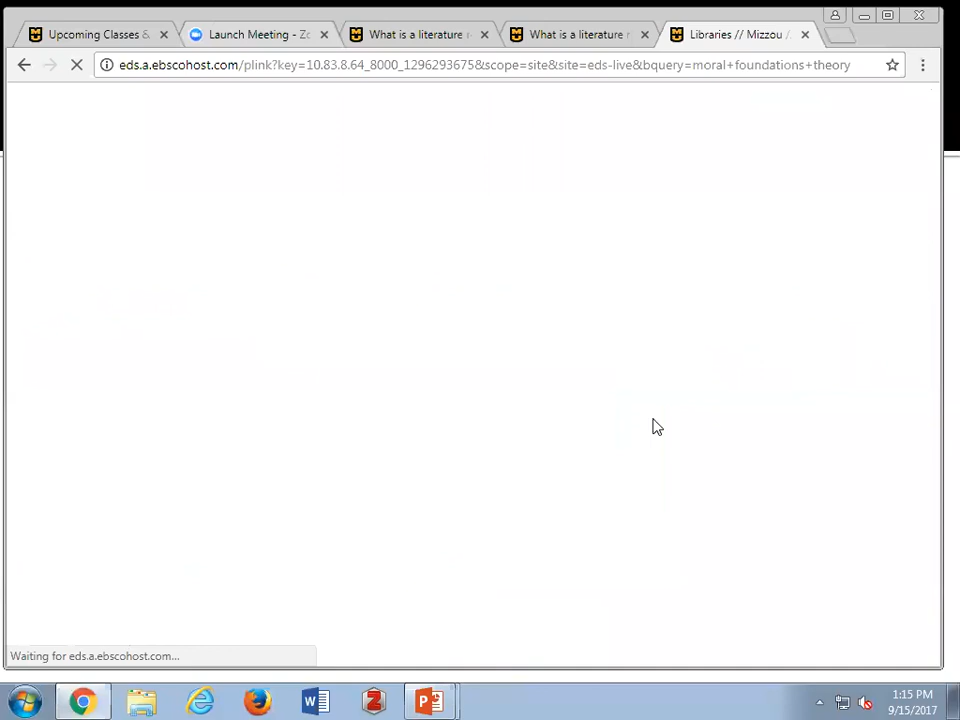 Upcoming Classes &
Launch Meeting - Zo
What is a literature r
What is a literature r
Libraries // Mizzou /
eds.a.ebscohost.com/plink?key=10.83.8.64_8000_1296293675&scope=site&site=eds-live&bquery=moral+foundations+theory
Waiting for eds.a.ebscohost.com...
1:15 PM
9/15/2017